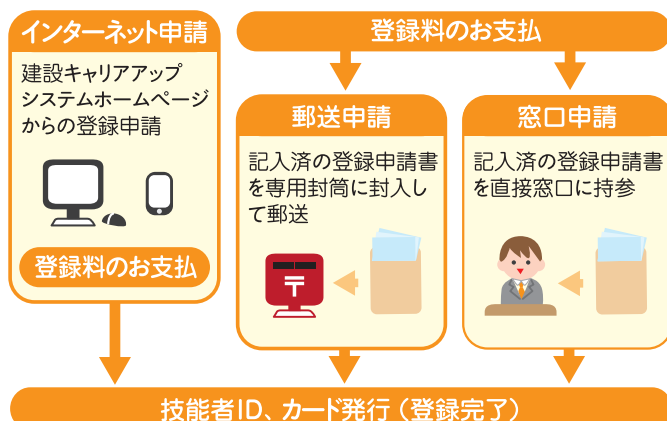 インターネット申請
建設キャリアアップ
システムホームページ
からの登録申請
登録料のお支払
登録料のお支払
郵送申請
記入済の登録申請書
を専用封筒に封入し
て郵送
〒
窓口申請
記入済の登録申請書
を直接窓口に持参
技能者ID、カード発行（登録完了）